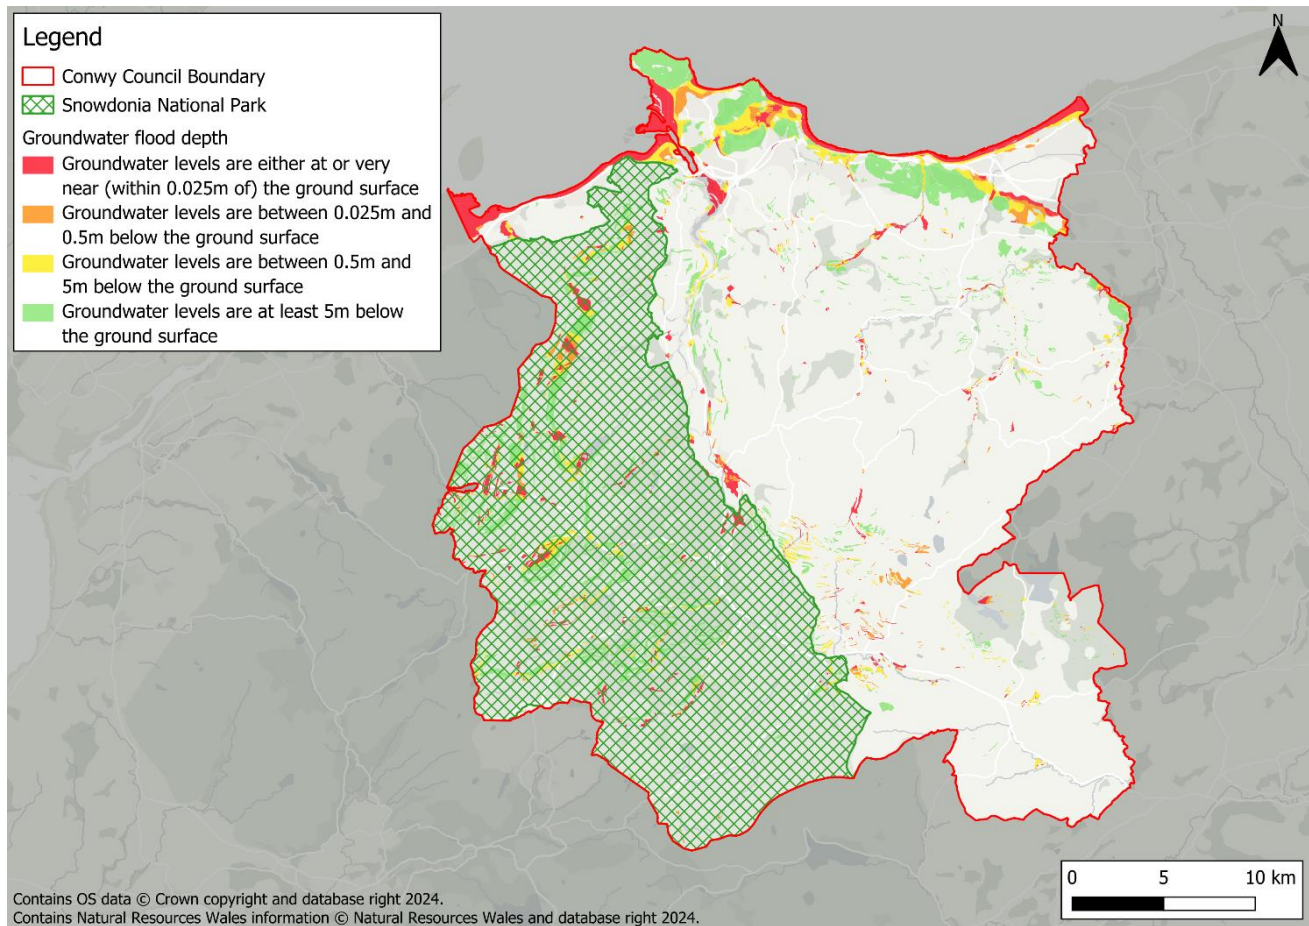 Legend
Conwy Council Boundary
Snowdonia National Park
Groundwater flood depth
Groundwater levels are either at or very
near (within 0.025m of) the ground surface
Groundwater levels are between 0.025m and
0.5m below the ground surface
Groundwater levels are between 0.5m and
5m below the ground surface
Groundwater levels are at least 5m below
the ground surface
N
0 5 10 km
Contains OS data © Crown copyright and database right 2024.
Contains Natural Resources Wales information © Natural Resources Wales and database right 2024.